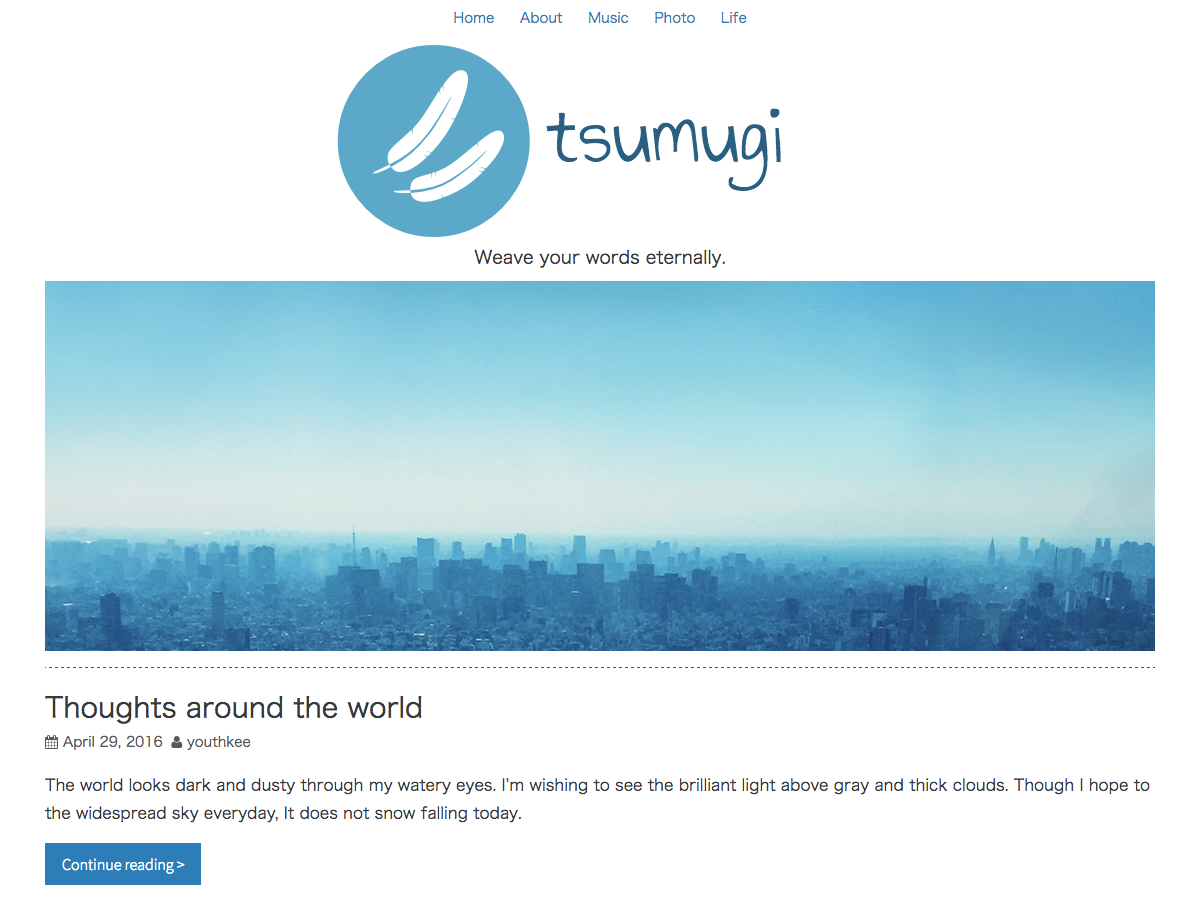 Home About Music Photo Life
tsumugi
Weave your words eternally.
Thoughts around the world
April 29, 2016 youthkee
The world looks dark and dusty through my watery eyes. I'm wishing to see the brilliant light above gray and thick clouds. Though I hope to
the widespread sky everyday, It does not snow falling today.
Continue reading >